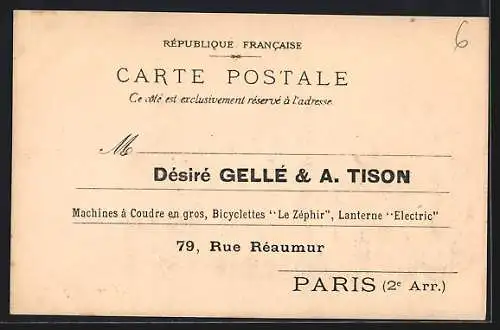 6
RÉPUBLIQUE FRANÇAISE
CARTE POSTALE
Ce côté est exclusivement réservé à l'adresse.
M
Désiré GELLÉ & A. TISON
Machines à Coudre en gros, Bicyclettes "Le Zéphir", Lanterne "Electric"
79, Rue Réaumur
PARIS (2e Arr.)